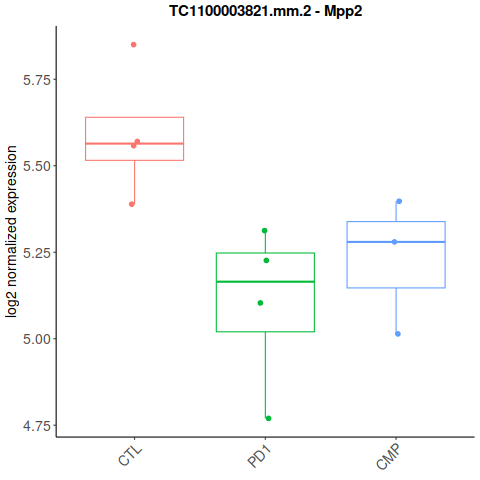 TC1100003821.mm.2 - Mpp2
log2 normalized expression
5.75
5.50
5.25
5.00
4.75
CTL
PD1
CMP